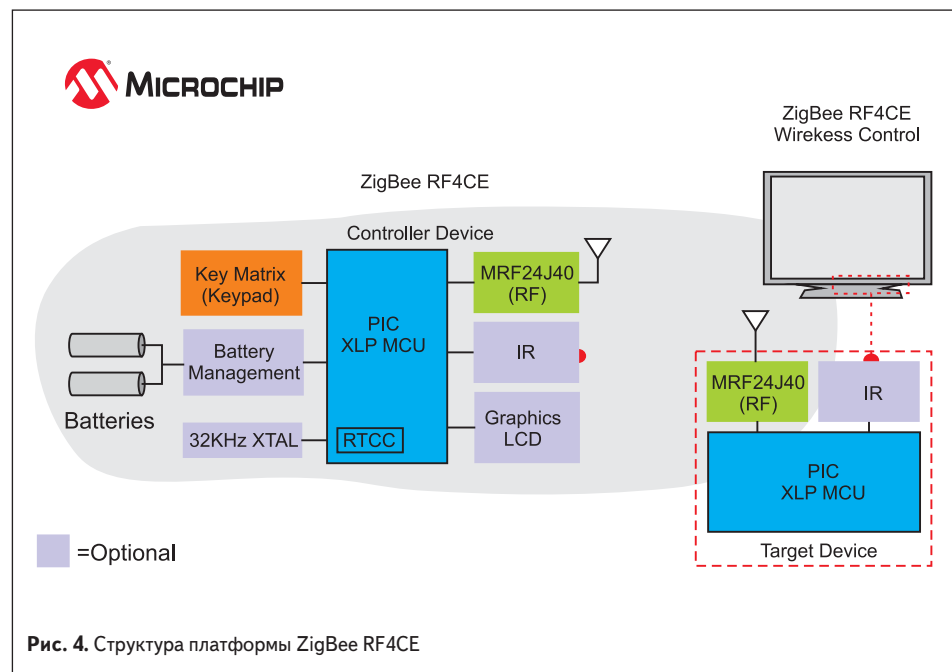 MICROCHIP
ZigBee RF4CE
Wirekess Control
ZigBee RF4CE
Controller Device
Key Matrix
(Keypad)
Battery
Management
Batteries
32KHz XTAL
PIC
XLP MCU
RTCC
MRF24J40
(RF)
IR
Graphics
LCD
MRF24J40
(RF)
IR
PIC
XLP MCU
Target Device
=Optional
Рис. 4. Структура платформы ZigBee RF4CE